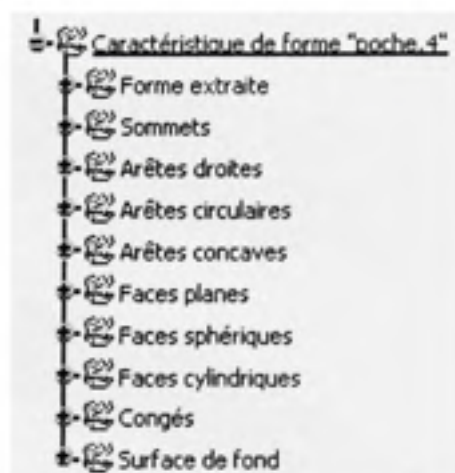 Caractéristique de forme "poche.4"
Forme extraite
Sommets
Arêtes droites
Arêtes circulaires
Arêtes concaves
Faces planes
Faces sphériques
Faces cylindriques
Congés
Surface de fond